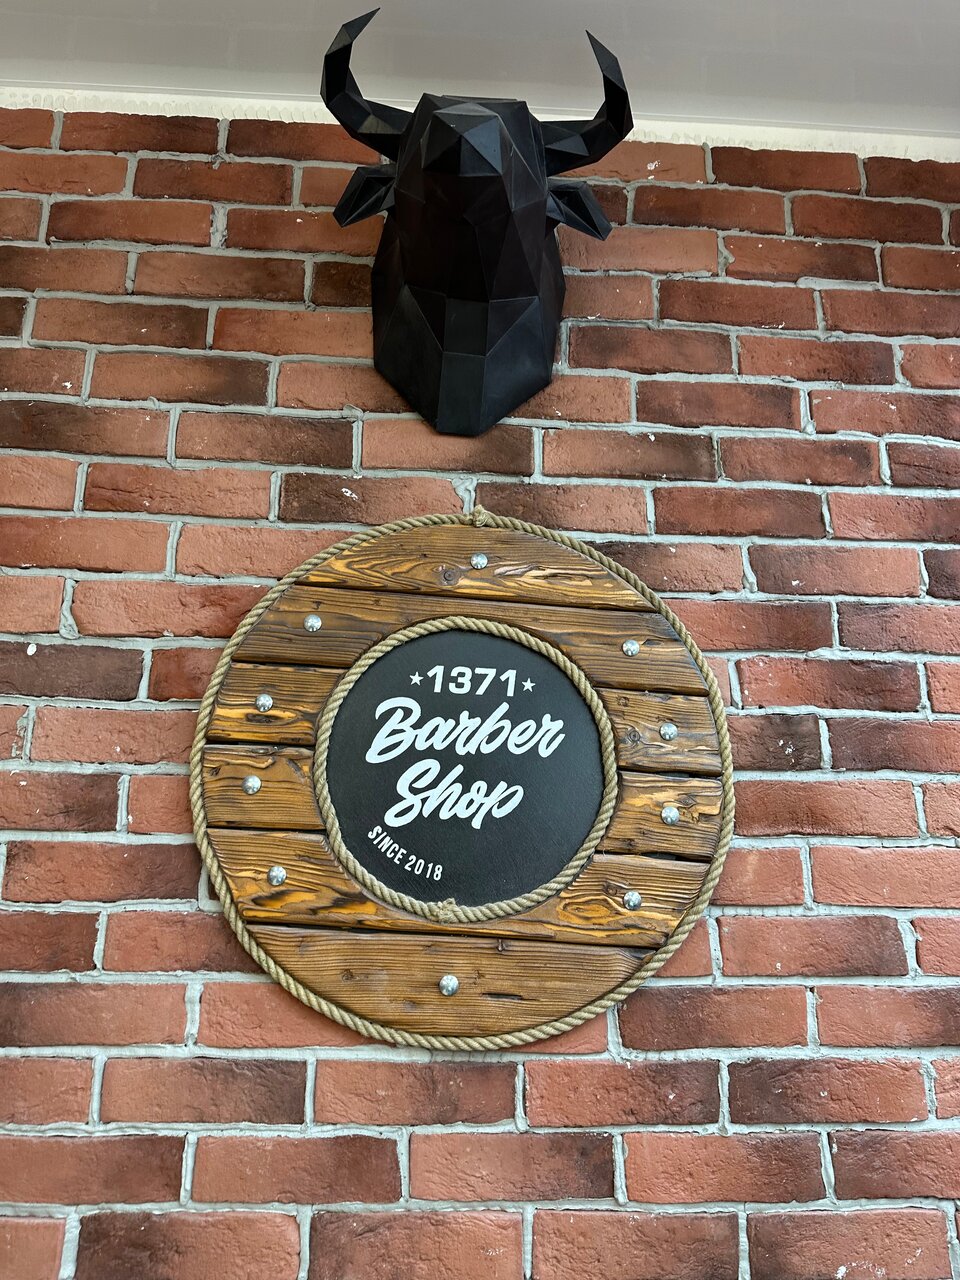 ★1371★
Barber
Shop
SINCE 2018